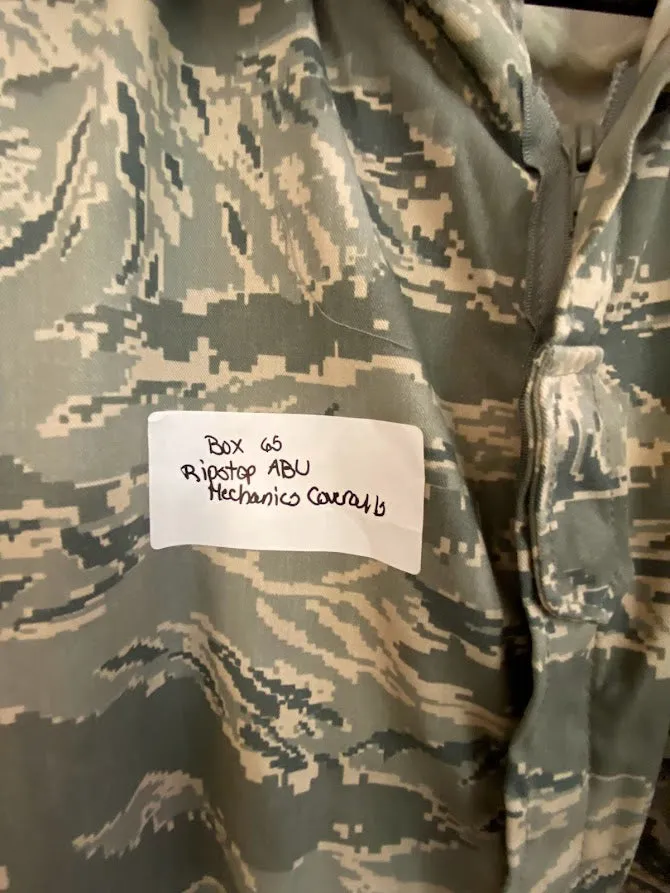 Box 65
Ripstop ABU
Mechanics Coveralls